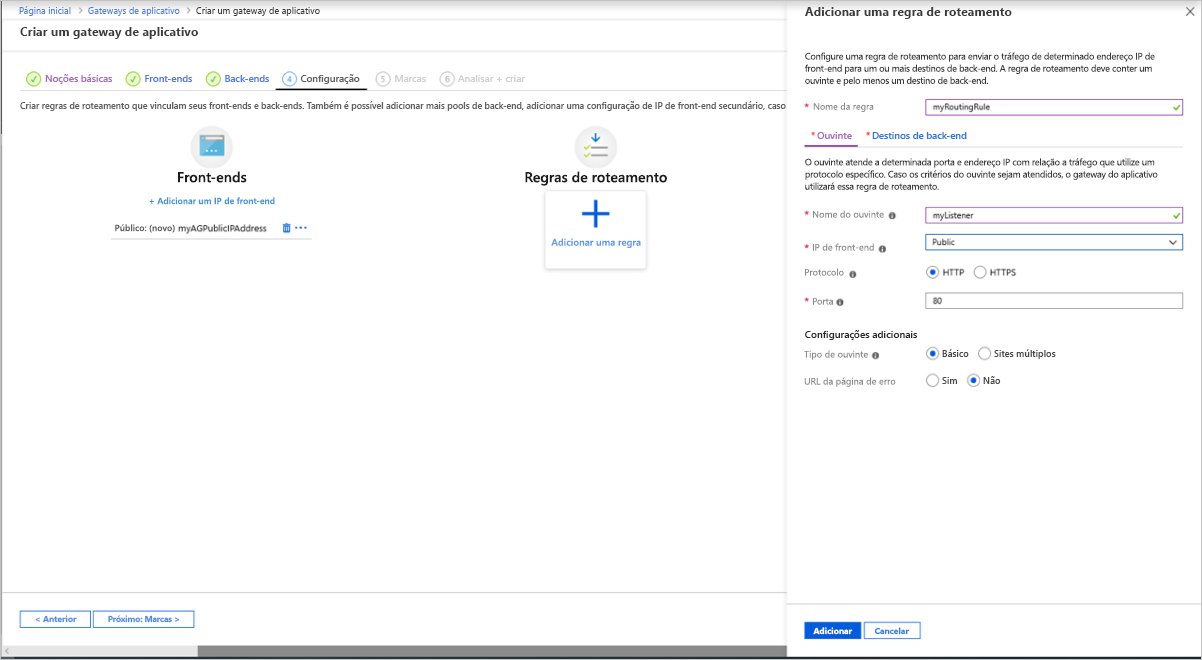 Página inicial > Gateways de aplicativo > Criar um gateway de aplicativo
Criar um gateway de aplicativo
Noções básicas Front-ends Back-ends 4 Configuração 5 Marcas 6 Analisar + criar
Criar regras de roteamento que vinculam seus front-ends e back-ends. Também é possível adicionar mais pools de back-end, adicionar uma configuração de IP de front-end secundário, caso
Front-ends
+ Adicionar um IP de front-end
Público: (novo) myAGPublicIPAddress
Regras de roteamento
Adicionar uma regra
< Anterior
Próximo: Marcas >
Adicionar uma regra de roteamento
Configure uma regra de roteamento para enviar o tráfego de determinado endereço IP de
front-end para um ou mais destinos de back-end. A regra de roteamento deve conter um
ouvinte e pelo menos um destino de back-end.
* Nome da regra myRoutingRule
* Ouvinte * Destinos de back-end
O ouvinte atende a determinada porta e endereço IP com relação a tráfego que utilize um
protocolo específico. Caso os critérios do ouvinte sejam atendidos, o gateway do aplicativo
utilizará essa regra de roteamento.
* Nome do ouvinte myListener
* IP de front-end Public
Protocolo HTTP HTTPS
* Porta 80
Configurações adicionais
Tipo de ouvinte Básico Sites múltiplos
URL da página de erro Sim Não
Adicionar Cancelar